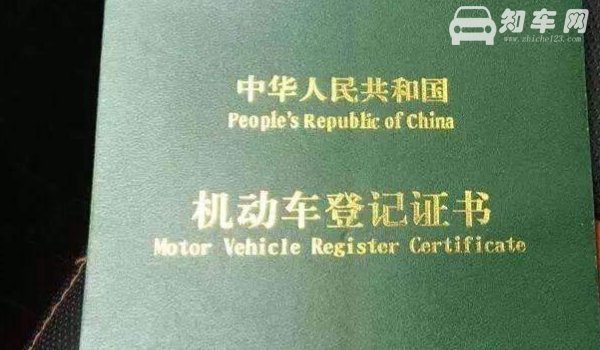 知车网
www.zhiche123.com
中华人民共和国
People's Republic of China
机动车登记证书
Motor Vehicle Register Certificate